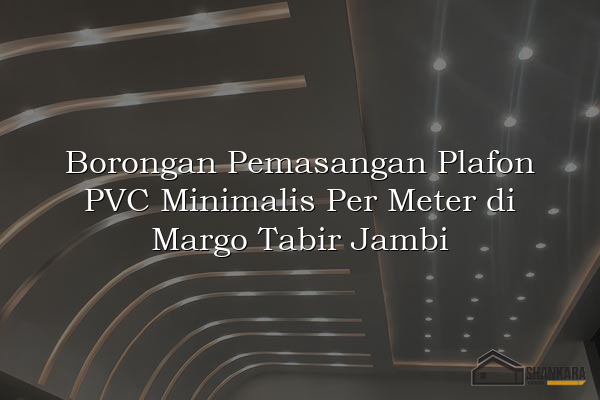 Borongan Pemasangan Plafon
PVC Minimalis Per Meter di
Margo Tabir Jambi
SHANKARA